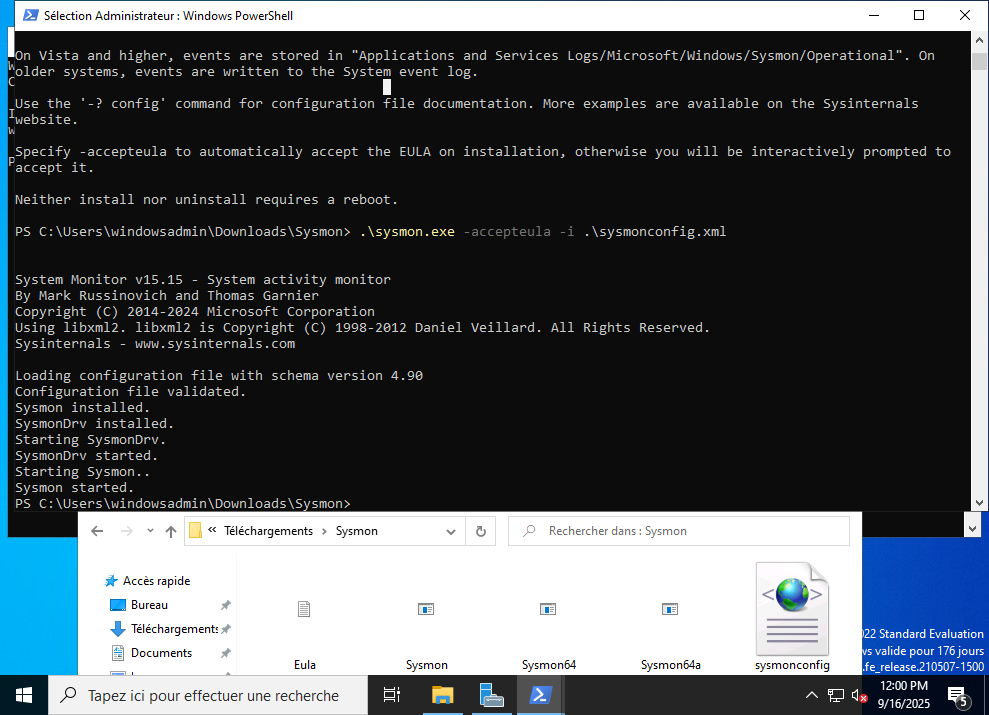 Sélection Administrateur : Windows PowerShell
On Vista and higher, events are stored in "Applications and Services Logs/Microsoft/Windows/Sysmon/Operational". On
older systems, events are written to the System event log.
Use the '-? config' command for configuration file documentation. More examples are available on the Sysinternals
website.
Specify -accepteula to automatically accept the EULA on installation, otherwise you will be interactively prompted to
accept it.
Neither install nor uninstall requires a reboot.
PS C:\Users\windowsadmin\Downloads\Sysmon> .\sysmon.exe -accepteula -i .\sysmonconfig.xml
System Monitor v15.15 - System activity monitor
By Mark Russinovich and Thomas Garnier
Copyright (C) 2014-2024 Microsoft Corporation
Using libxml2. libxml2 is Copyright (C) 1998-2012 Daniel Veillard. All Rights Reserved.
Sysinternals - www.sysinternals.com
Loading configuration file with schema version 4.90
Configuration file validated.
Sysmon installed.
SysmonDrv installed.
Starting SysmonDrv.
SysmonDrv started.
Starting Sysmon..
Sysmon started.
PS C:\Users\windowsadmin\Downloads\Sysmon>
« Téléchargements > Sysmon
Rechercher dans : Sysmon
Accès rapide
Bureau
Téléchargements
Documents
Eula
Sysmon
Sysmon64
Sysmon64a
sysmonconfig
22 Standard Evaluation
vs valide pour 176 jours
.fe_release.210507-1500
Tapez ici pour effectuer une recherche
12:00 PM
9/16/2025
5